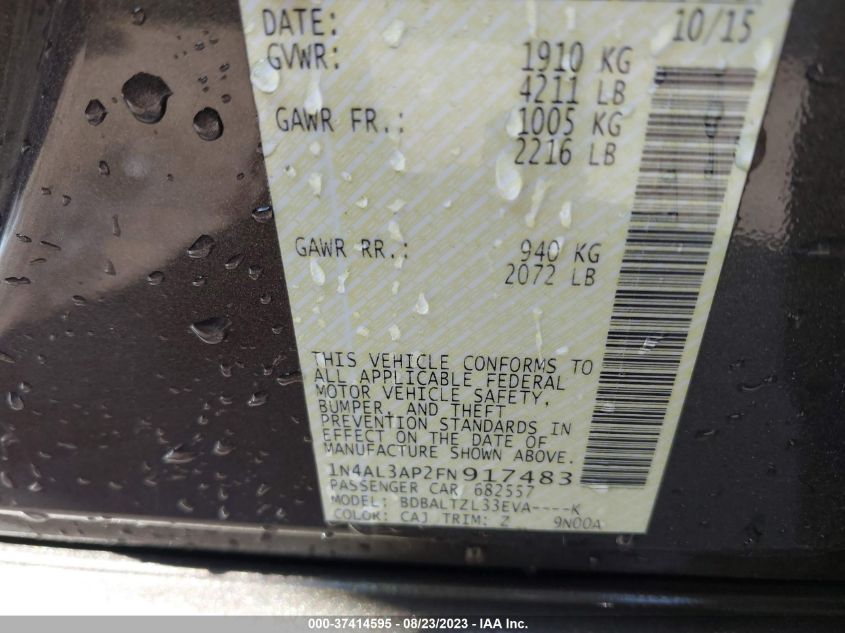 DATE: 10/15
GVWR: 1910 KG
4211 LB
GAWR FR.: 1005 KG
2216 LB
GAWR RR.: 940 KG
2072 LB
THIS VEHICLE CONFORMS TO
ALL APPLICABLE FEDERAL
MOTOR VEHICLE SAFETY,
BUMPER, AND THEFT
PREVENTION STANDARDS IN
EFFECT ON THE DATE OF
MANUFACTURE SHOWN ABOVE.
1N4AL3AP2FN917483
PASSENGER CAR 682557
MODEL: BDBALTZL33EVA----K
COLOR: CAJ TRIM: Z 9N00A
000-37414595 - 08/23/2023 - Copyright IAA, Inc.